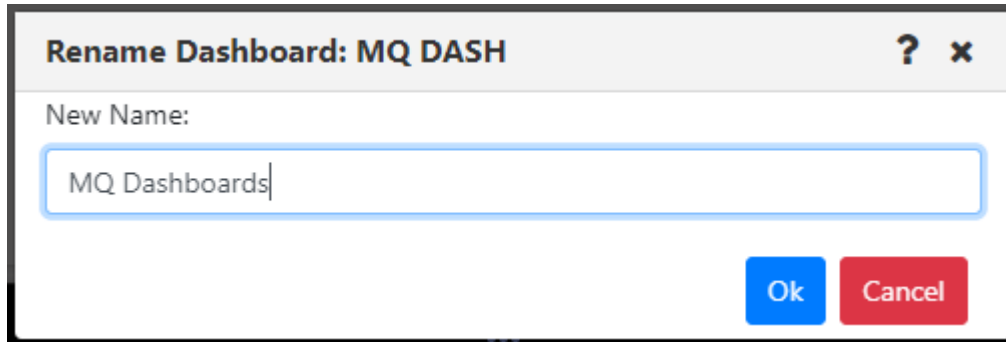 Rename Dashboard: MQ DASH ? ×
New Name:
MQ Dashboards
Ok Cancel